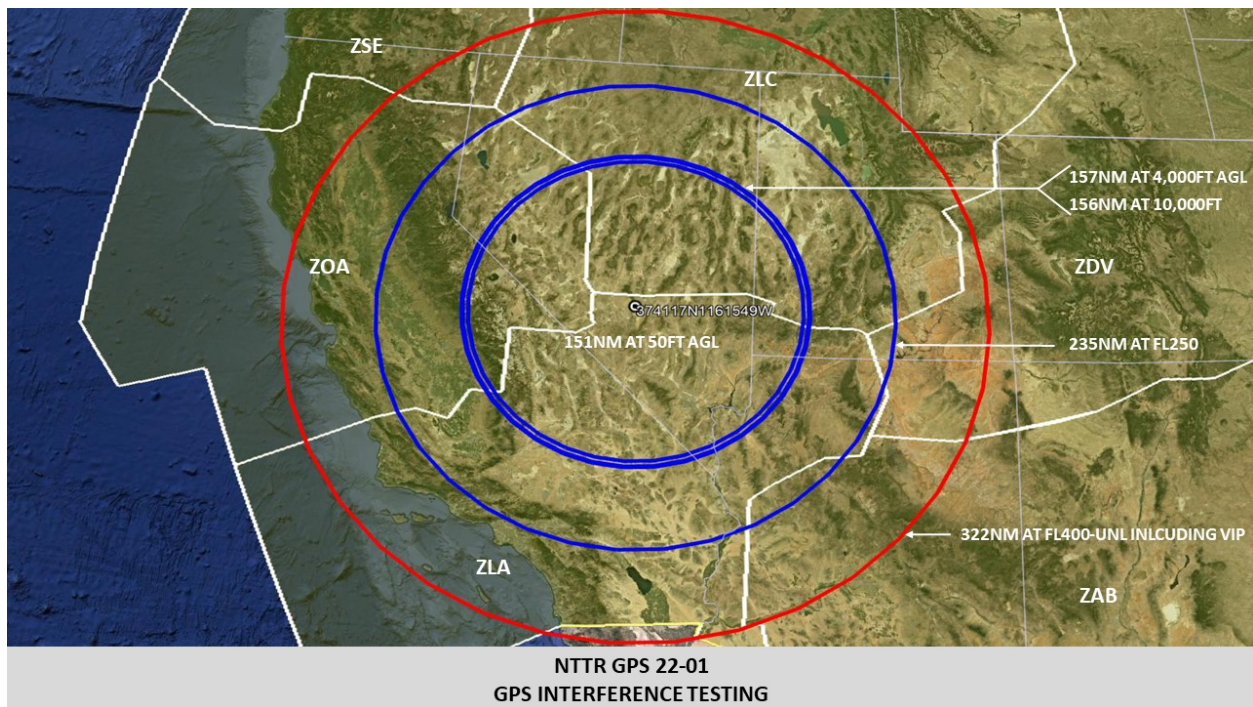 ZSE
ZLC
157NM AT 4,000FT AGL
156NM AT 10,000FT
ZOA
ZDV
374117N1161549W
151NM AT 50FT AGL
235NM AT FL250
322NM AT FL400-UNL INLCUDING VIP
ZLA
ZAB
NTTR GPS 22-01
GPS INTERFERENCE TESTING